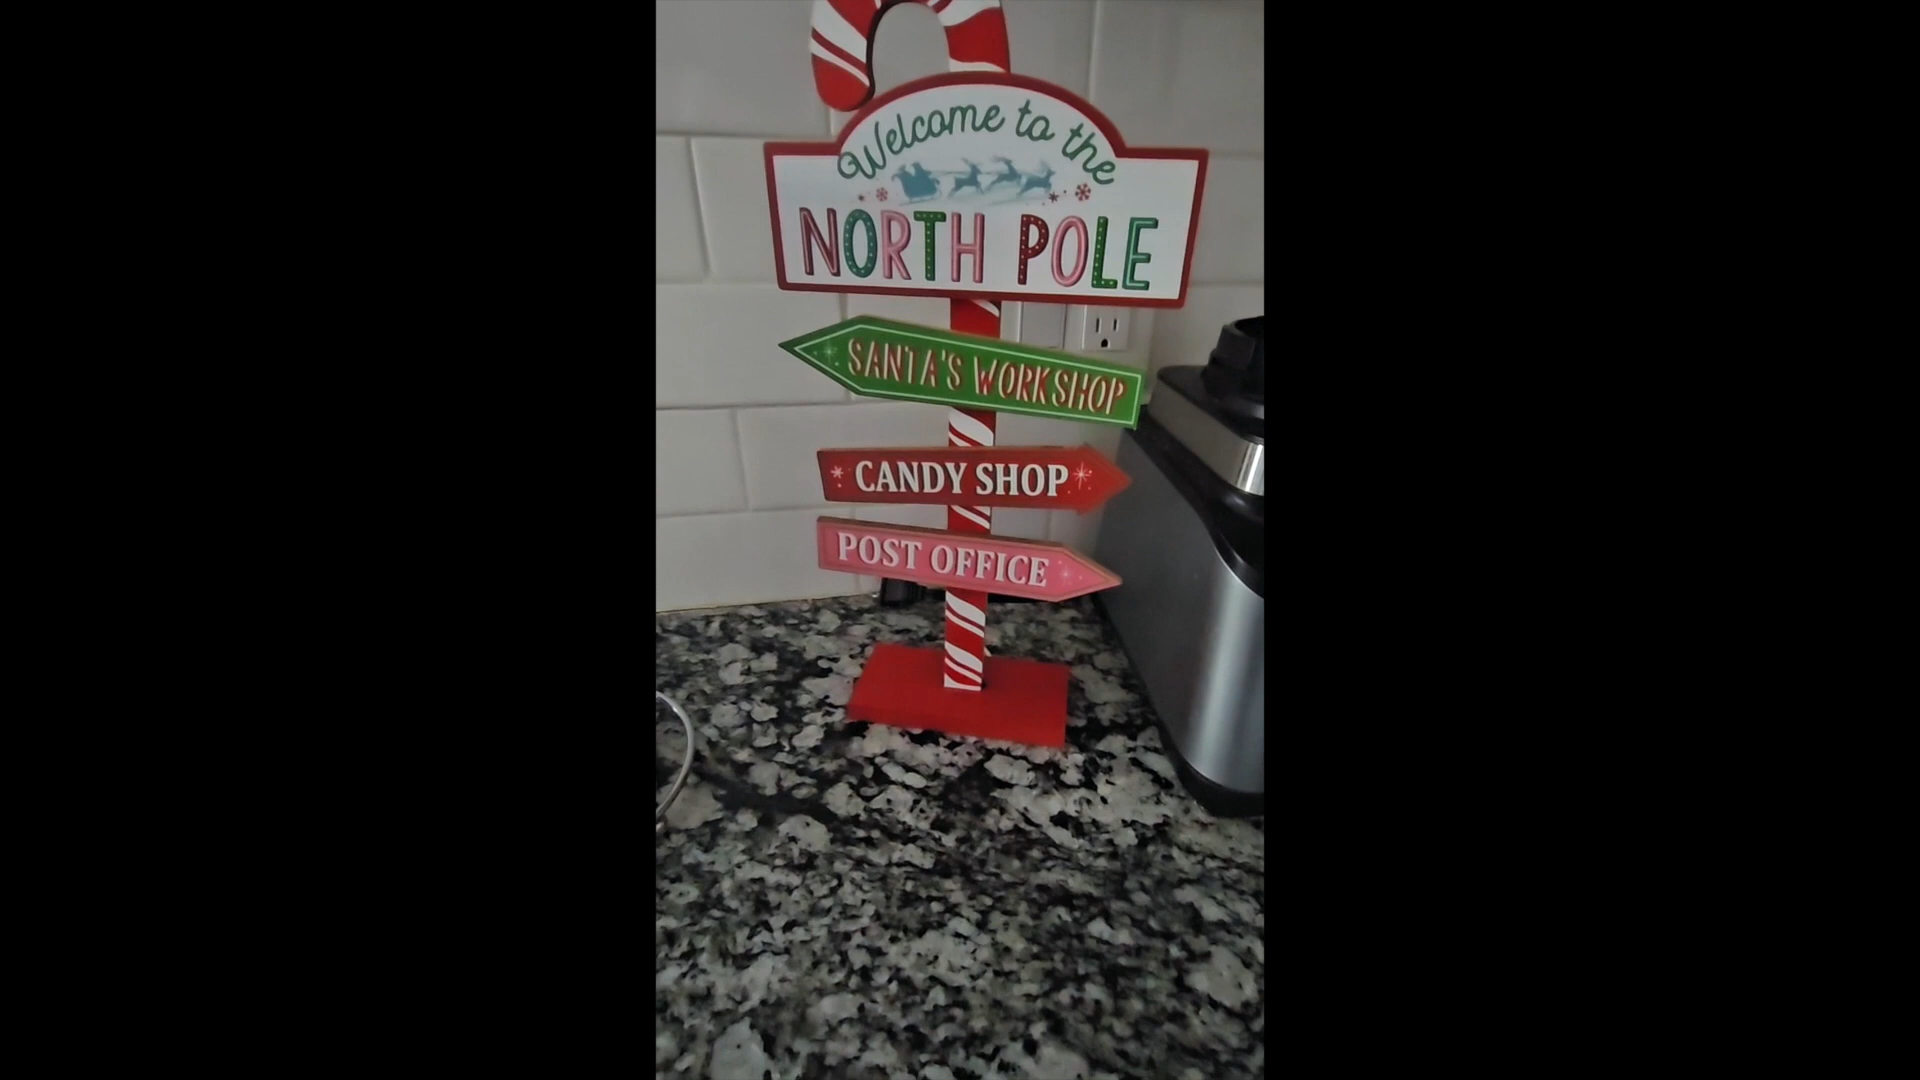 Welcome to the
NORTH POLE
SANTA'S WORKSHOP
CANDY SHOP
POST OFFICE